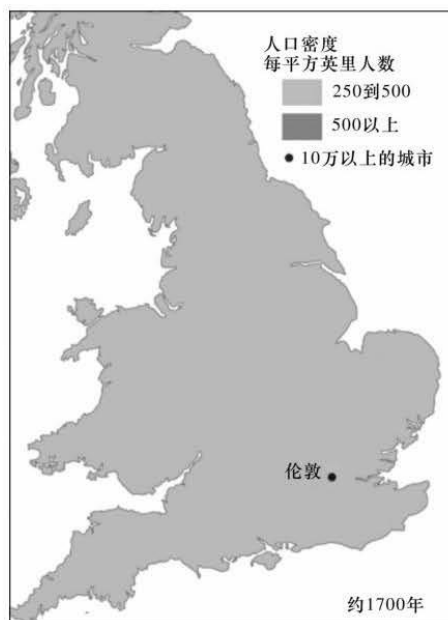 人口密度
每平方英里人数
250到500
500以上
10万以上的城市
伦敦
约1700年